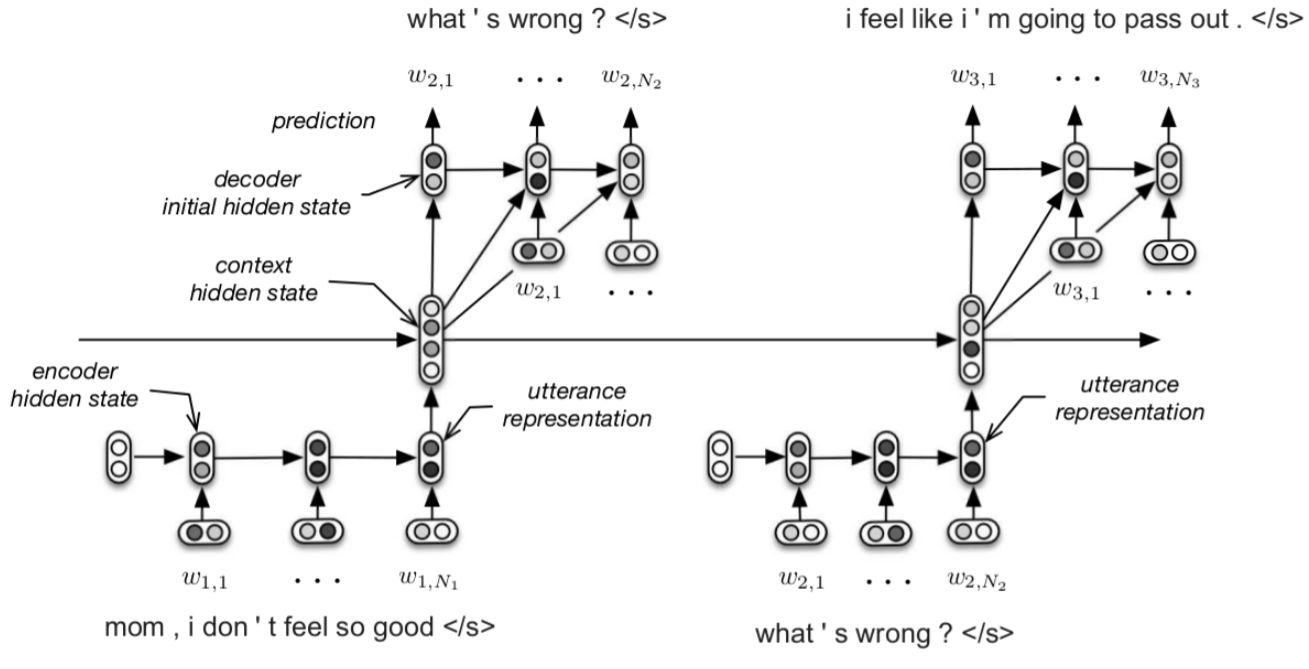 what ' s wrong ? </s>
i feel like i ' m going to pass out . </s>
w2,1 · · · w2,N2
w3,1 · · · w3,N3
prediction
decoder
initial hidden state
context
hidden state
w2,1 · · ·
w3,1 · · ·
encoder
hidden state
utterance
representation
utterance
representation
w1,1 · · · w1,N1
w2,1 · · · w2,N2
mom , i don ' t feel so good </s>
what ' s wrong ? </s>